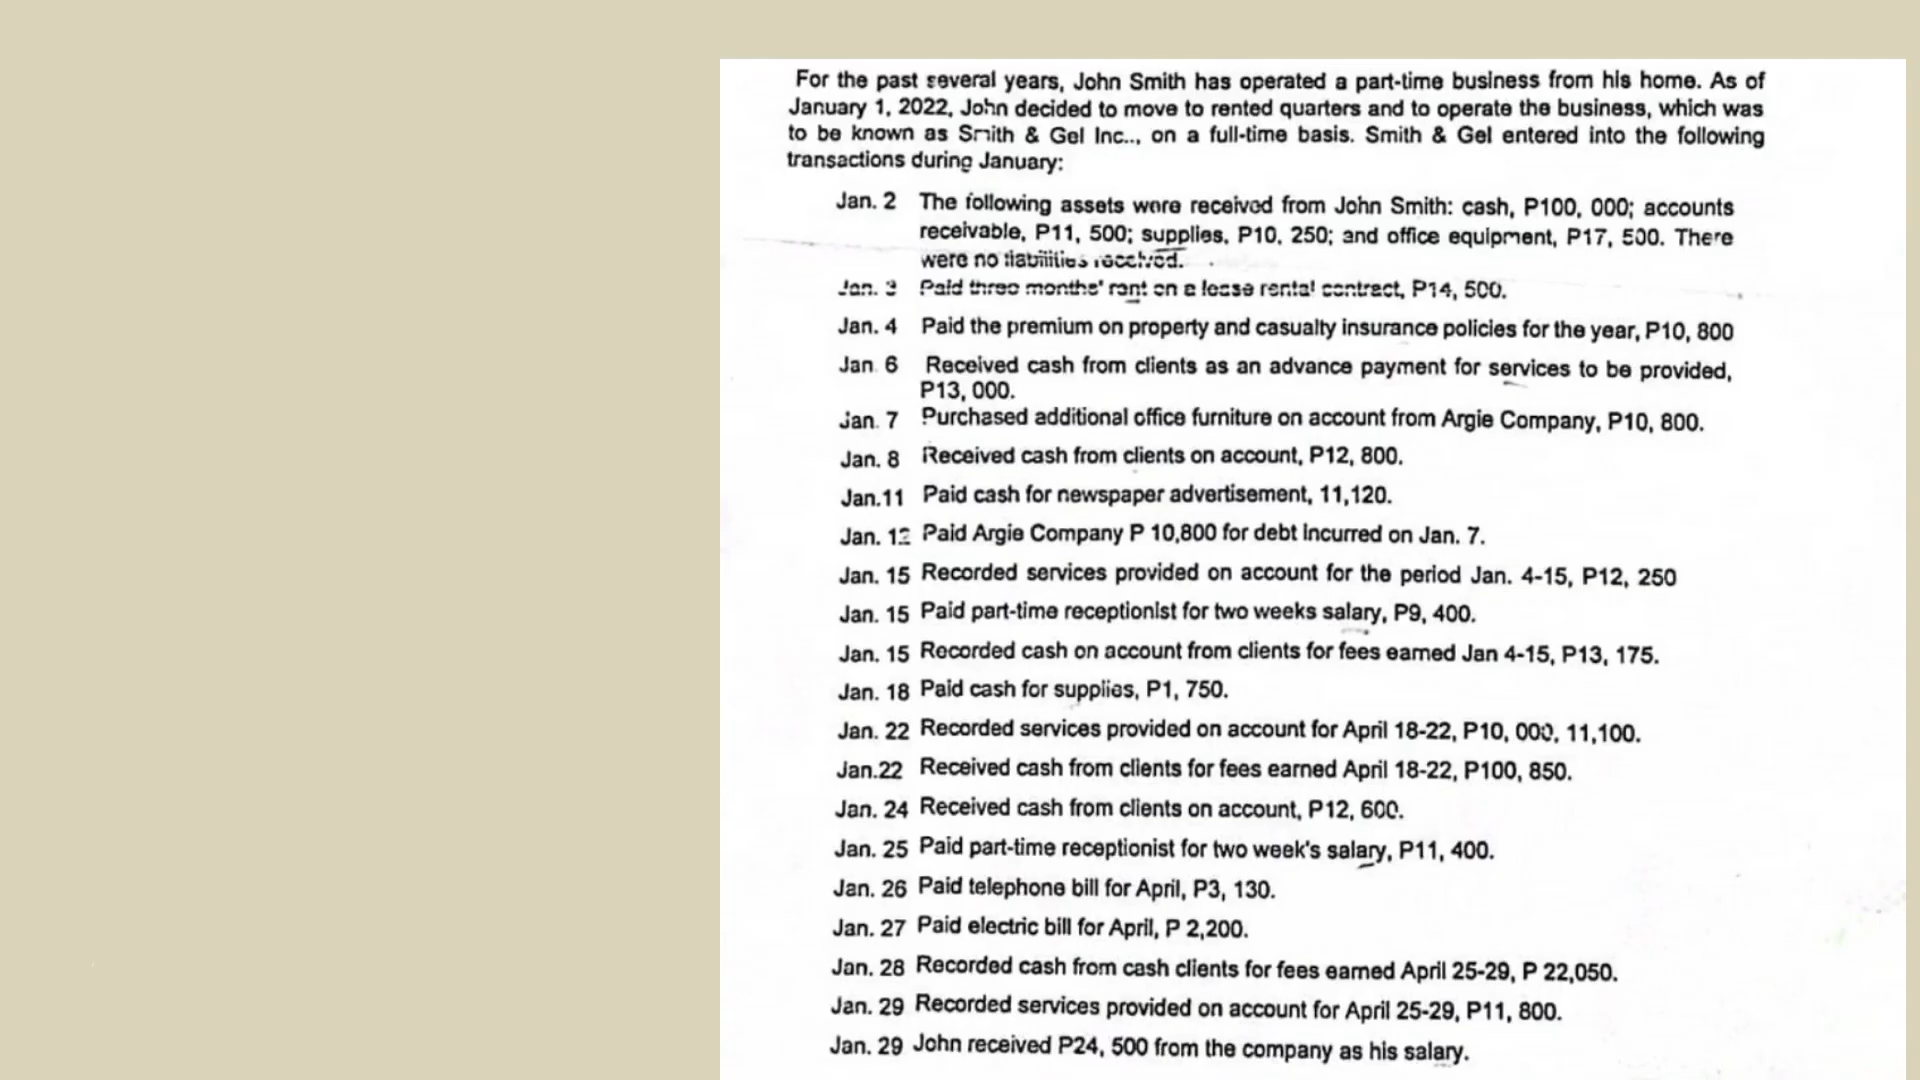 For the past several years, John Smith has operated a part-time business from his home. As of
January 1, 2022, John decided to move to rented quarters and to operate the business, which was
to be known as Smith & Gel Inc.., on a full-time basis. Smith & Gel entered into the following
transactions during January:
Jan. 2 The following assets were received from John Smith: cash, P100, 000; accounts
receivable, P11, 500; supplies, P10, 250; and office equipment, P17, 500. There
were no liabilities received.
Jan. 3 Paid three months' rent on a lease rental contract, P14, 500.
Jan. 4 Paid the premium on property and casualty insurance policies for the year, P10, 800
Jan. 6 Received cash from clients as an advance payment for services to be provided,
P13, 000.
Jan. 7 Purchased additional office furniture on account from Argie Company, P10, 800.
Jan. 8 Received cash from clients on account, P12, 800.
Jan.11 Paid cash for newspaper advertisement, 11,120.
Jan. 12 Paid Argie Company P 10,800 for debt incurred on Jan. 7.
Jan. 15 Recorded services provided on account for the period Jan. 4-15, P12, 250
Jan. 15 Paid part-time receptionist for two weeks salary, P9, 400.
Jan. 15 Recorded cash on account from clients for fees earned Jan 4-15, P13, 175.
Jan. 18 Paid cash for supplies, P1, 750.
Jan. 22 Recorded services provided on account for April 18-22, P10, 000, 11,100.
Jan.22 Received cash from clients for fees earned April 18-22, P100, 850.
Jan. 24 Received cash from clients on account, P12, 600.
Jan. 25 Paid part-time receptionist for two week's salary, P11, 400.
Jan. 26 Paid telephone bill for April, P3, 130.
Jan. 27 Paid electric bill for April, P 2,200.
Jan. 28 Recorded cash from cash clients for fees earned April 25-29, P 22,050.
Jan. 29 Recorded services provided on account for April 25-29, P11, 800.
Jan. 29 John received P24, 500 from the company as his salary.